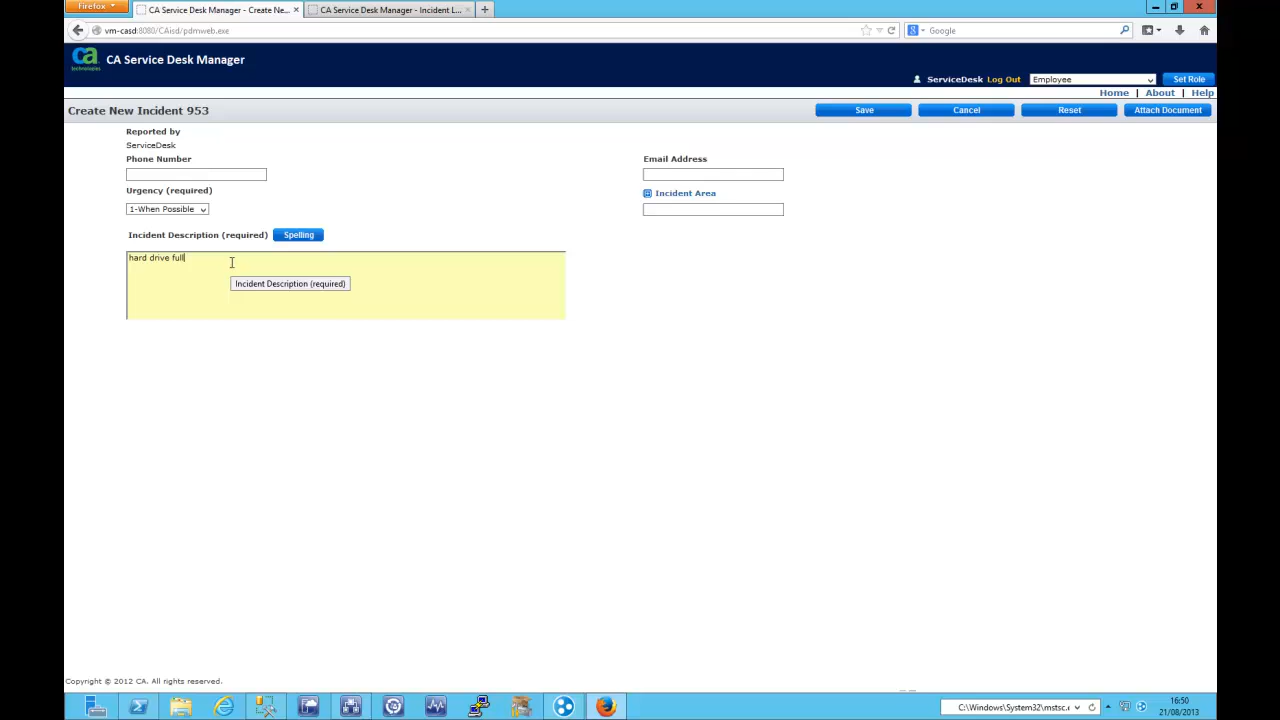 Firefox
CA Service Desk Manager - Create Ne...
CA Service Desk Manager - Incident L...
vm-casd:8080/CAisd/pdmweb.exe
Google
ca
technologies
CA Service Desk Manager
ServiceDesk Log Out Employee Set Role
Home | About | Help
Create New Incident 953
Save Cancel Reset Attach Document
Reported by
ServiceDesk
Phone Number Email Address
Urgency (required) Incident Area
1-When Possible
Incident Description (required) Spelling
hard drive full
Incident Description (required)
Copyright © 2012 CA. All rights reserved.
C:\Windows\System32\mstsc.e
16:50
21/08/2013